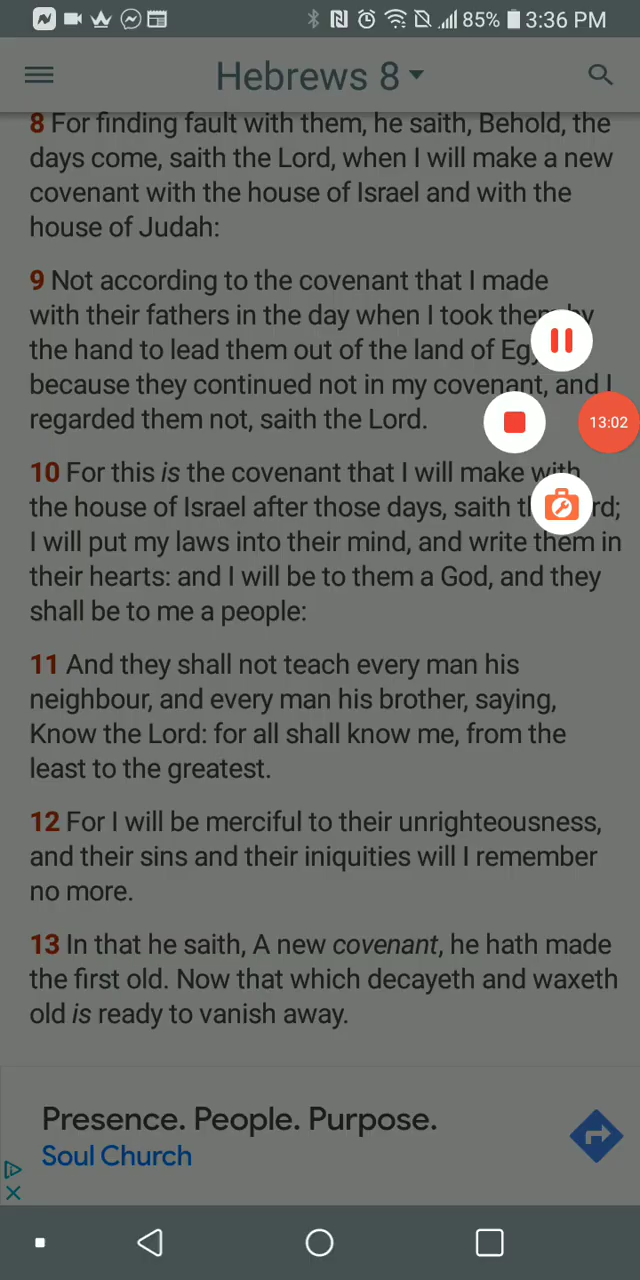 85% 3:36 PM
Hebrews 8
8 For finding fault with them, he saith, Behold, the
days come, saith the Lord, when I will make a new
covenant with the house of Israel and with the
house of Judah:
9 Not according to the covenant that I made
with their fathers in the day when I took them by
the hand to lead them out of the land of Eg
because they continued not in my covenant, and I
regarded them not, saith the Lord.
13:02
10 For this is the covenant that I will make with
the house of Israel after those days, saith t rd;
I will put my laws into their mind, and write them in
their hearts: and I will be to them a God, and they
shall be to me a people:
11 And they shall not teach every man his
neighbour, and every man his brother, saying,
Know the Lord: for all shall know me, from the
least to the greatest.
12 For I will be merciful to their unrighteousness,
and their sins and their iniquities will I remember
no more.
13 In that he saith, A new covenant, he hath made
the first old. Now that which decayeth and waxeth
old is ready to vanish away.
Presence. People. Purpose.
Soul Church